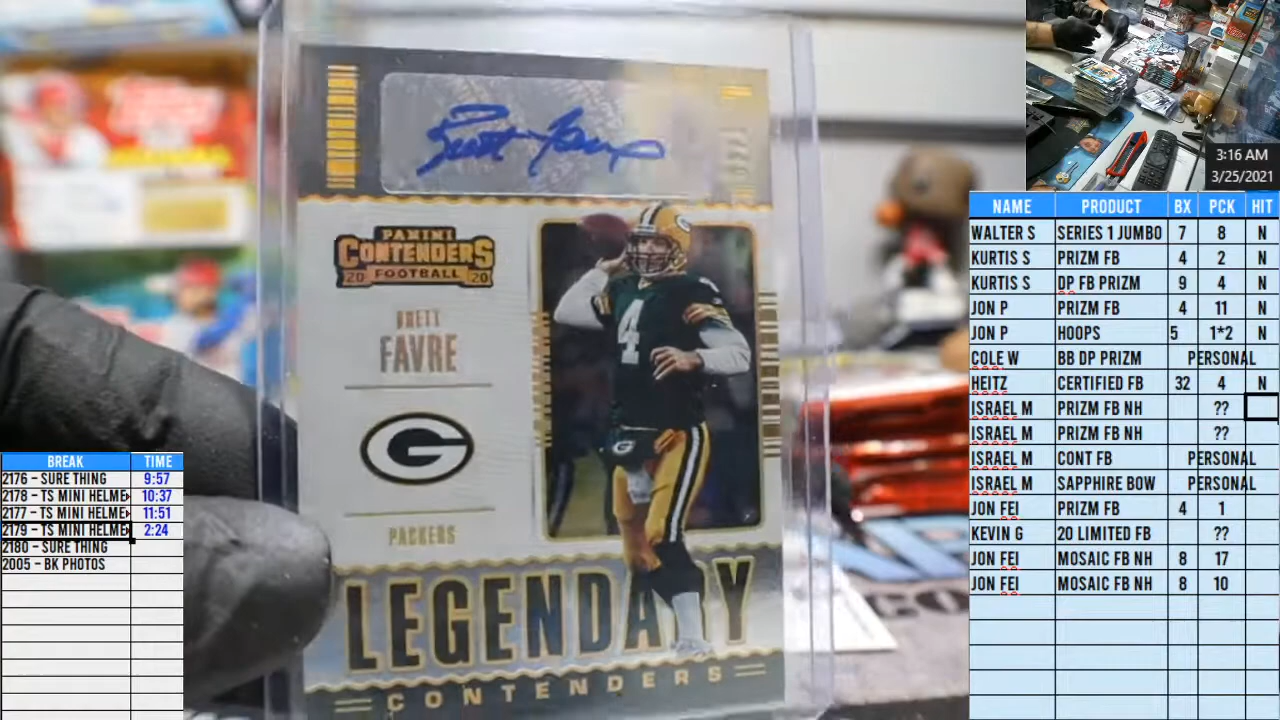 Brett Favre
PANINI
CONTENDERS
20 FOOTBALL 20
BRETT
FAVRE
G
PACKERS
4
G
LEGENDARY
CONTENDERS
3:16 AM
3/25/2021
NAME PRODUCT BX PCK HIT
WALTER S SERIES 1 JUMBO 7 8 N
KURTIS S PRIZM FB 4 2 N
KURTIS S DP FB PRIZM 9 4 N
JON P PRIZM FB 4 11 N
JON P HOOPS 5 1*2 N
COLE W BB DP PRIZM PERSONAL
HEITZ CERTIFIED FB 32 4 N
ISRAEL M PRIZM FB NH ??
ISRAEL M PRIZM FB NH ??
ISRAEL M CONT FB PERSONAL
ISRAEL M SAPPHIRE BOW PERSONAL
JON FEI PRIZM FB 4 1
KEVIN G 20 LIMITED FB ??
JON FEI MOSAIC FB NH 8 17
JON FEI MOSAIC FB NH 8 10
BREAK TIME
2176 – SURE THING 9:57
2178 – TS MINI HELME 10:37
2177 – TS MINI HELME 11:51
2179 – TS MINI HELME 2:24
2180 – SURE THING
2005 – BK PHOTOS